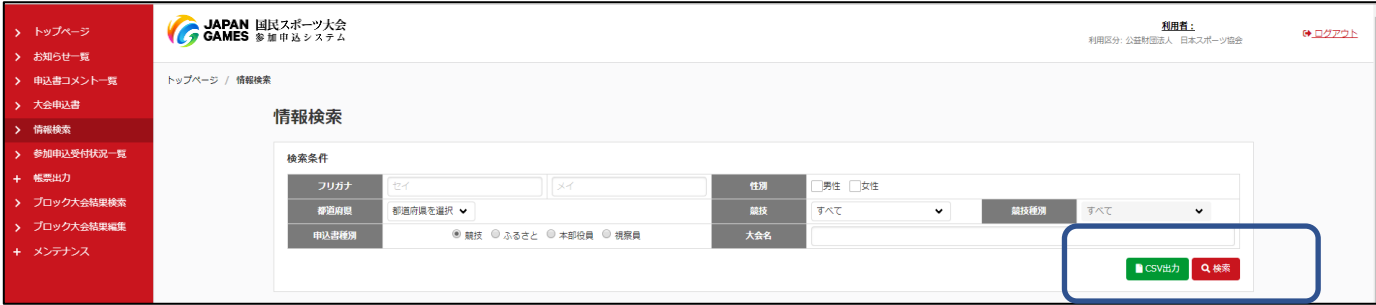 トップページ
お知らせ一覧
申込書コメント一覧
大会申込書
情報検索
参加申込受付状況一覧
帳票出力
ブロック大会結果検索
ブロック大会結果編集
メンテナンス
JAPAN 国民スポーツ大会
GAMES 参加申込システム
利用者：
利用区分: 公益財団法人 日本スポーツ協会
ログアウト
トップページ / 情報検索
情報検索
検索条件
フリガナ セイ メイ 性別 男性 女性
都道府県 都道府県を選択 競技 すべて 競技種別 すべて
申込書種別 競技 ふるさと 本部役員 視察員 大会名
CSV出力 検索